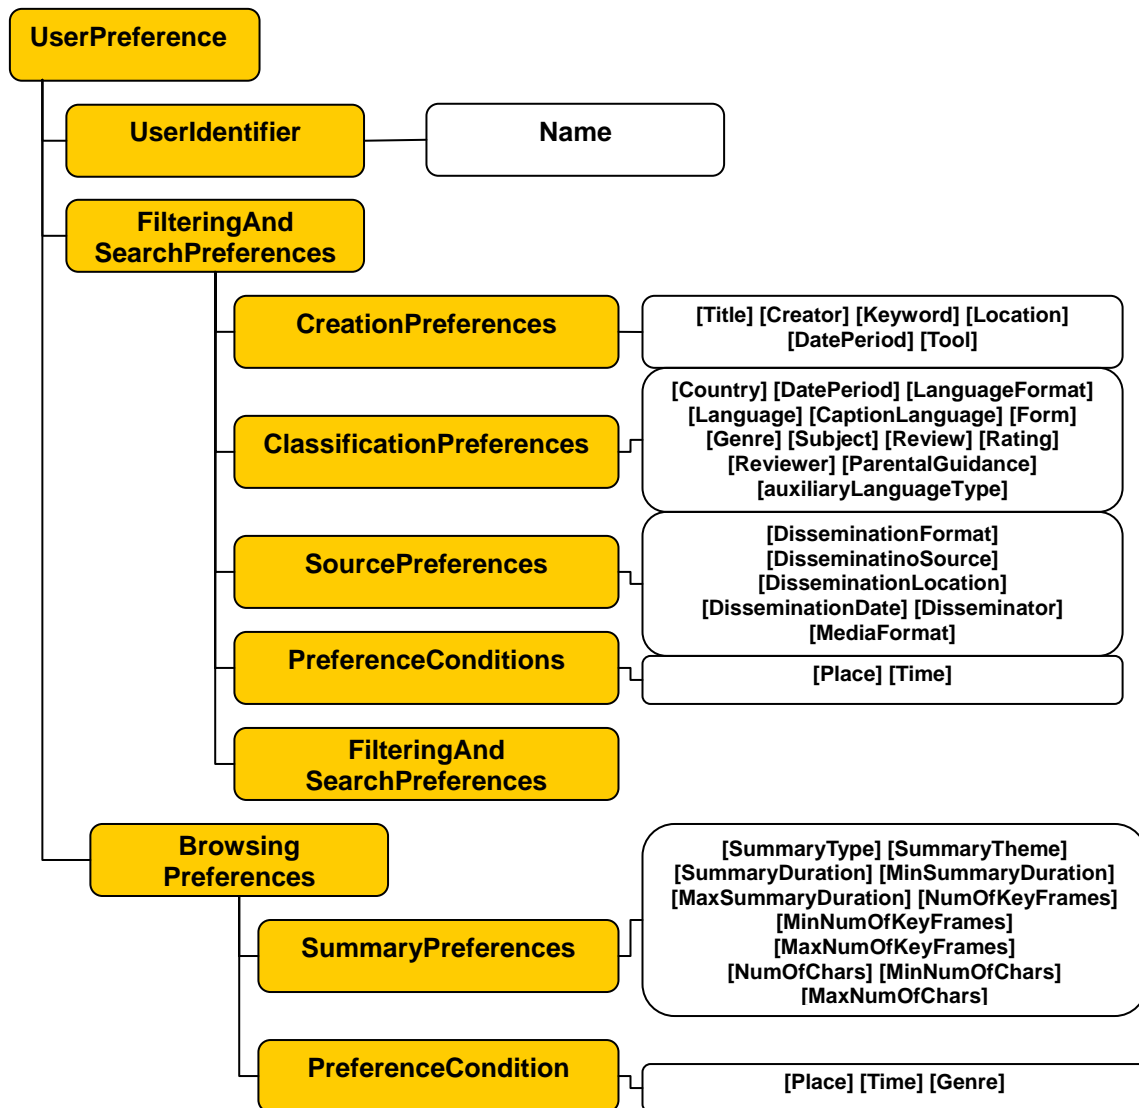 UserPreference
UserIdentifier
Name
FilteringAnd
SearchPreferences
CreationPreferences
[Title] [Creator] [Keyword] [Location]
[DatePeriod] [Tool]
ClassificationPreferences
[Country] [DatePeriod] [LanguageFormat]
[Language] [CaptionLanguage] [Form]
[Genre] [Subject] [Review] [Rating]
[Reviewer] [ParentalGuidance]
[auxiliaryLanguageType]
SourcePreferences
[DisseminationFormat]
[DisseminatinoSource]
[DisseminationLocation]
[DisseminationDate] [Disseminator]
[MediaFormat]
PreferenceConditions
[Place] [Time]
FilteringAnd
SearchPreferences
Browsing
Preferences
SummaryPreferences
[SummaryType] [SummaryTheme]
[SummaryDuration] [MinSummaryDuration]
[MaxSummaryDuration] [NumOfKeyFrames]
[MinNumOfKeyFrames]
[MaxNumOfKeyFrames]
[NumOfChars] [MinNumOfChars]
[MaxNumOfChars]
PreferenceCondition
[Place] [Time] [Genre]